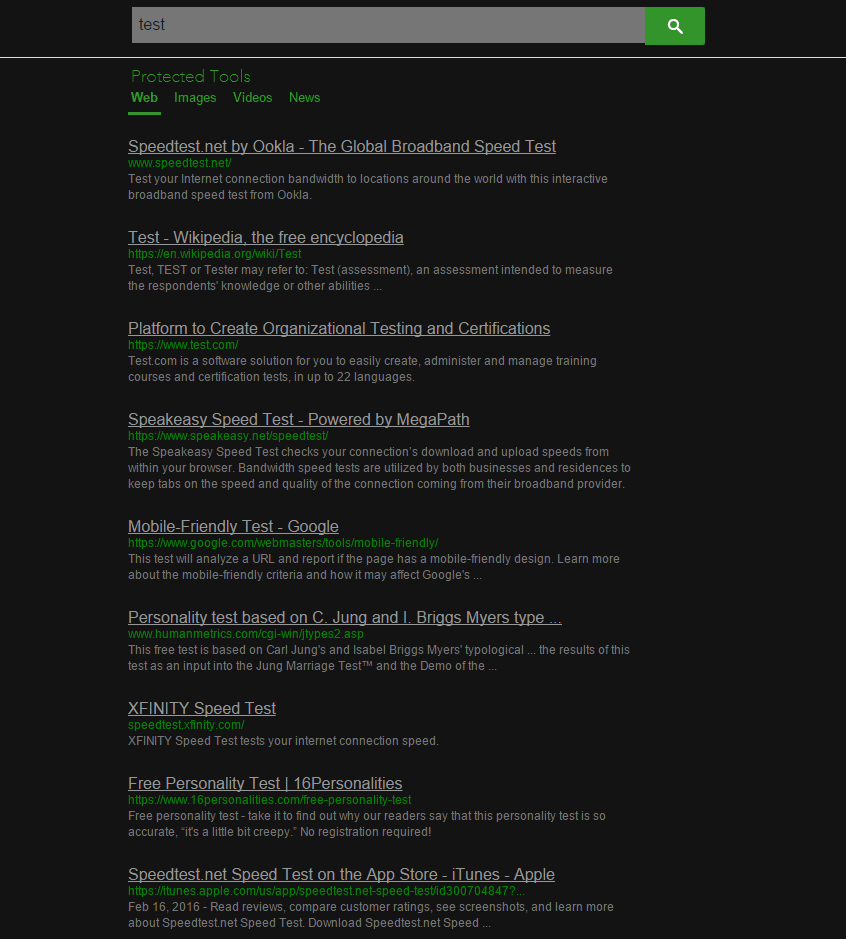 test
Protected Tools
Web Images Videos News
Speedtest.net by Ookla - The Global Broadband Speed Test
www.speedtest.net/
Test your Internet connection bandwidth to locations around the world with this interactive
broadband speed test from Ookla.
Test - Wikipedia, the free encyclopedia
https://en.wikipedia.org/wiki/Test
Test, TEST or Tester may refer to: Test (assessment), an assessment intended to measure
the respondents' knowledge or other abilities ...
Platform to Create Organizational Testing and Certifications
https://www.test.com/
Test.com is a software solution for you to easily create, administer and manage training
courses and certification tests, in up to 22 languages.
Speakeasy Speed Test - Powered by MegaPath
https://www.speakeasy.net/speedtest/
The Speakeasy Speed Test checks your connection's download and upload speeds from
within your browser. Bandwidth speed tests are utilized by both businesses and residences to
keep tabs on the speed and quality of the connection coming from their broadband provider.
Mobile-Friendly Test - Google
https://www.google.com/webmasters/tools/mobile-friendly/
This test will analyze a URL and report if the page has a mobile-friendly design. Learn more
about the mobile-friendly criteria and how it may affect Google's ...
Personality test based on C. Jung and I. Briggs Myers type ...
www.humanmetrics.com/cgi-win/jtypes2.asp
This free test is based on Carl Jung's and Isabel Briggs Myers' typological ... the results of this
test as an input into the Jung Marriage Test™ and the Demo of the ...
XFINITY Speed Test
speedtest.xfinity.com/
XFINITY Speed Test tests your internet connection speed.
Free Personality Test | 16Personalities
https://www.16personalities.com/free-personality-test
Free personality test - take it to find out why our readers say that this personality test is so
accurate, “it's a little bit creepy.” No registration required!
Speedtest.net Speed Test on the App Store - iTunes - Apple
https://itunes.apple.com/us/app/speedtest.net-speed-test/id300704847?...
Feb 16, 2016 - Read reviews, compare customer ratings, see screenshots, and learn more
about Speedtest.net Speed Test. Download Speedtest.net Speed ...